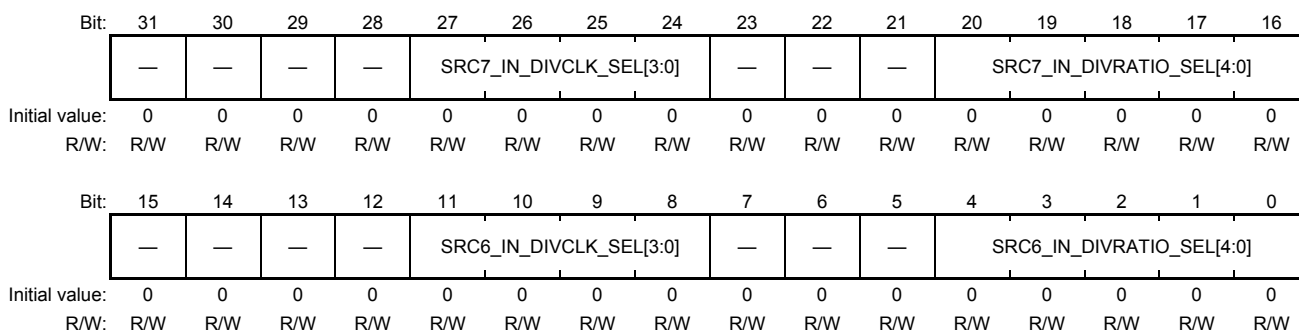 Bit: 31 30 29 28 27 26 25 24 23 22 21 20 19 18 17 16
— — — — SRC7_IN_DIVCLK_SEL[3:0] — — — SRC7_IN_DIVRATIO_SEL[4:0]
Initial value: 0 0 0 0 0 0 0 0 0 0 0 0 0 0 0 0
R/W: R/W R/W R/W R/W R/W R/W R/W R/W R/W R/W R/W R/W R/W R/W R/W R/W
Bit: 15 14 13 12 11 10 9 8 7 6 5 4 3 2 1 0
— — — — SRC6_IN_DIVCLK_SEL[3:0] — — — SRC6_IN_DIVRATIO_SEL[4:0]
Initial value: 0 0 0 0 0 0 0 0 0 0 0 0 0 0 0 0
R/W: R/W R/W R/W R/W R/W R/W R/W R/W R/W R/W R/W R/W R/W R/W R/W R/W